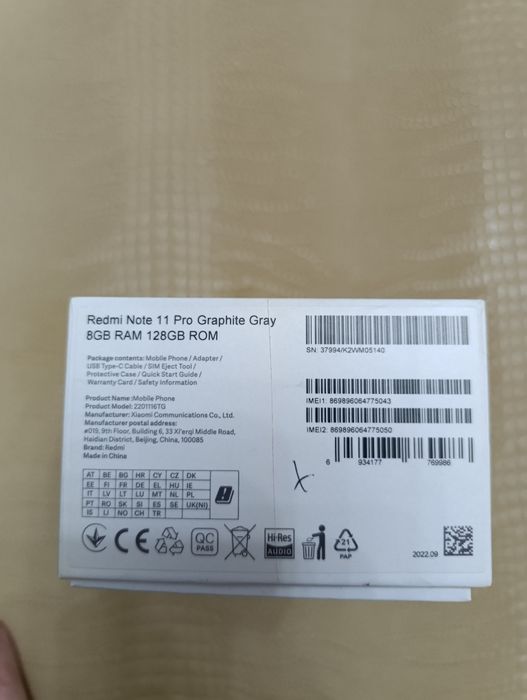 Redmi Note 11 Pro Graphite Gray
8GB RAM 128GB ROM
Package contents: Mobile Phone / Adapter /
USB Type-C Cable / SIM Eject Tool /
Protective Case / Quick Start Guide /
Warranty Card / Safety Information
Product Name:Mobile Phone
Product Model: 2201116TG
Manufacturer: Xiaomi Communications Co., Ltd.
Manufacturer postal address:
#019, 9th Floor, Building 6, 33 Xi'erqi Middle Road,
Haidian District, Beijing, China, 100085
Brand: Redmi
Made in China
AT BE BG HR CY CZ DK
EE FI FR DE EL HU IE
IT LV LT LU MT NL PL
PT RO SK SI ES SE UK(NI)
IS LI NO CH TR
SN: 37994/K2WM05140
IMEI1: 869896064775043
IMEI2: 869896064775050
6 934177 769986
CE
QC
PASS
Hi-Res
AUDIO
21
PAP
2022.09